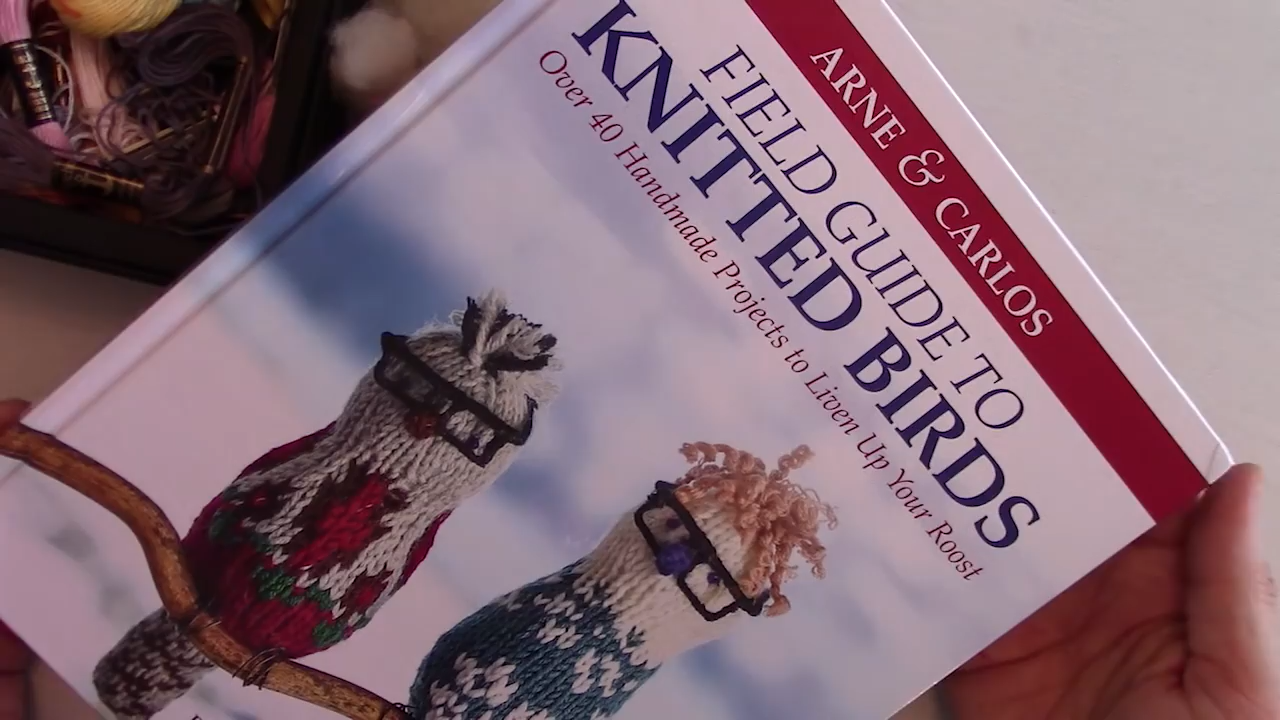 ARNE & CARLOS
FIELD GUIDE TO
KNITTED BIRDS
Over 40 Handmade Projects to Liven Up Your Roost